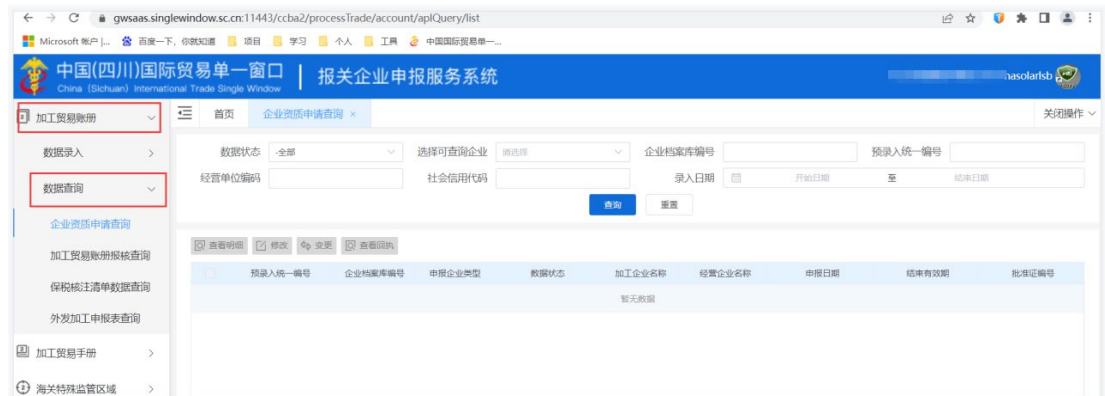 gwsaas.singlewindow.sc.cn:11443/ccba2/processTrade/account/aplQuery/list
Microsoft 帐户 |... 百度一下，你就知道 项目 学习 个人 工具 中国国际贸易单一...
中国(四川)国际贸易单一窗口 | 报关企业申报服务系统
China (Sichuan) International Trade Single Window
hasolarlsb
加工贸易账册
首页 企业资质申请查询 × 关闭操作
数据录入
数据查询
企业资质申请查询
加工贸易账册报核查询
保税核注清单数据查询
外发加工申报表查询
加工贸易手册
海关特殊监管区域
数据状态 -全部 选择可查询企业 请选择 企业档案库编号 预录入统一编号
经营单位编码 社会信用代码 录入日期 开始日期 至 结束日期
查询 重置
查看明细 修改 变更 查看回执
预录入统一编号 企业档案库编号 申报企业类型 数据状态 加工企业名称 经营企业名称 申报日期 结束有效期 批准证编号
暂无数据